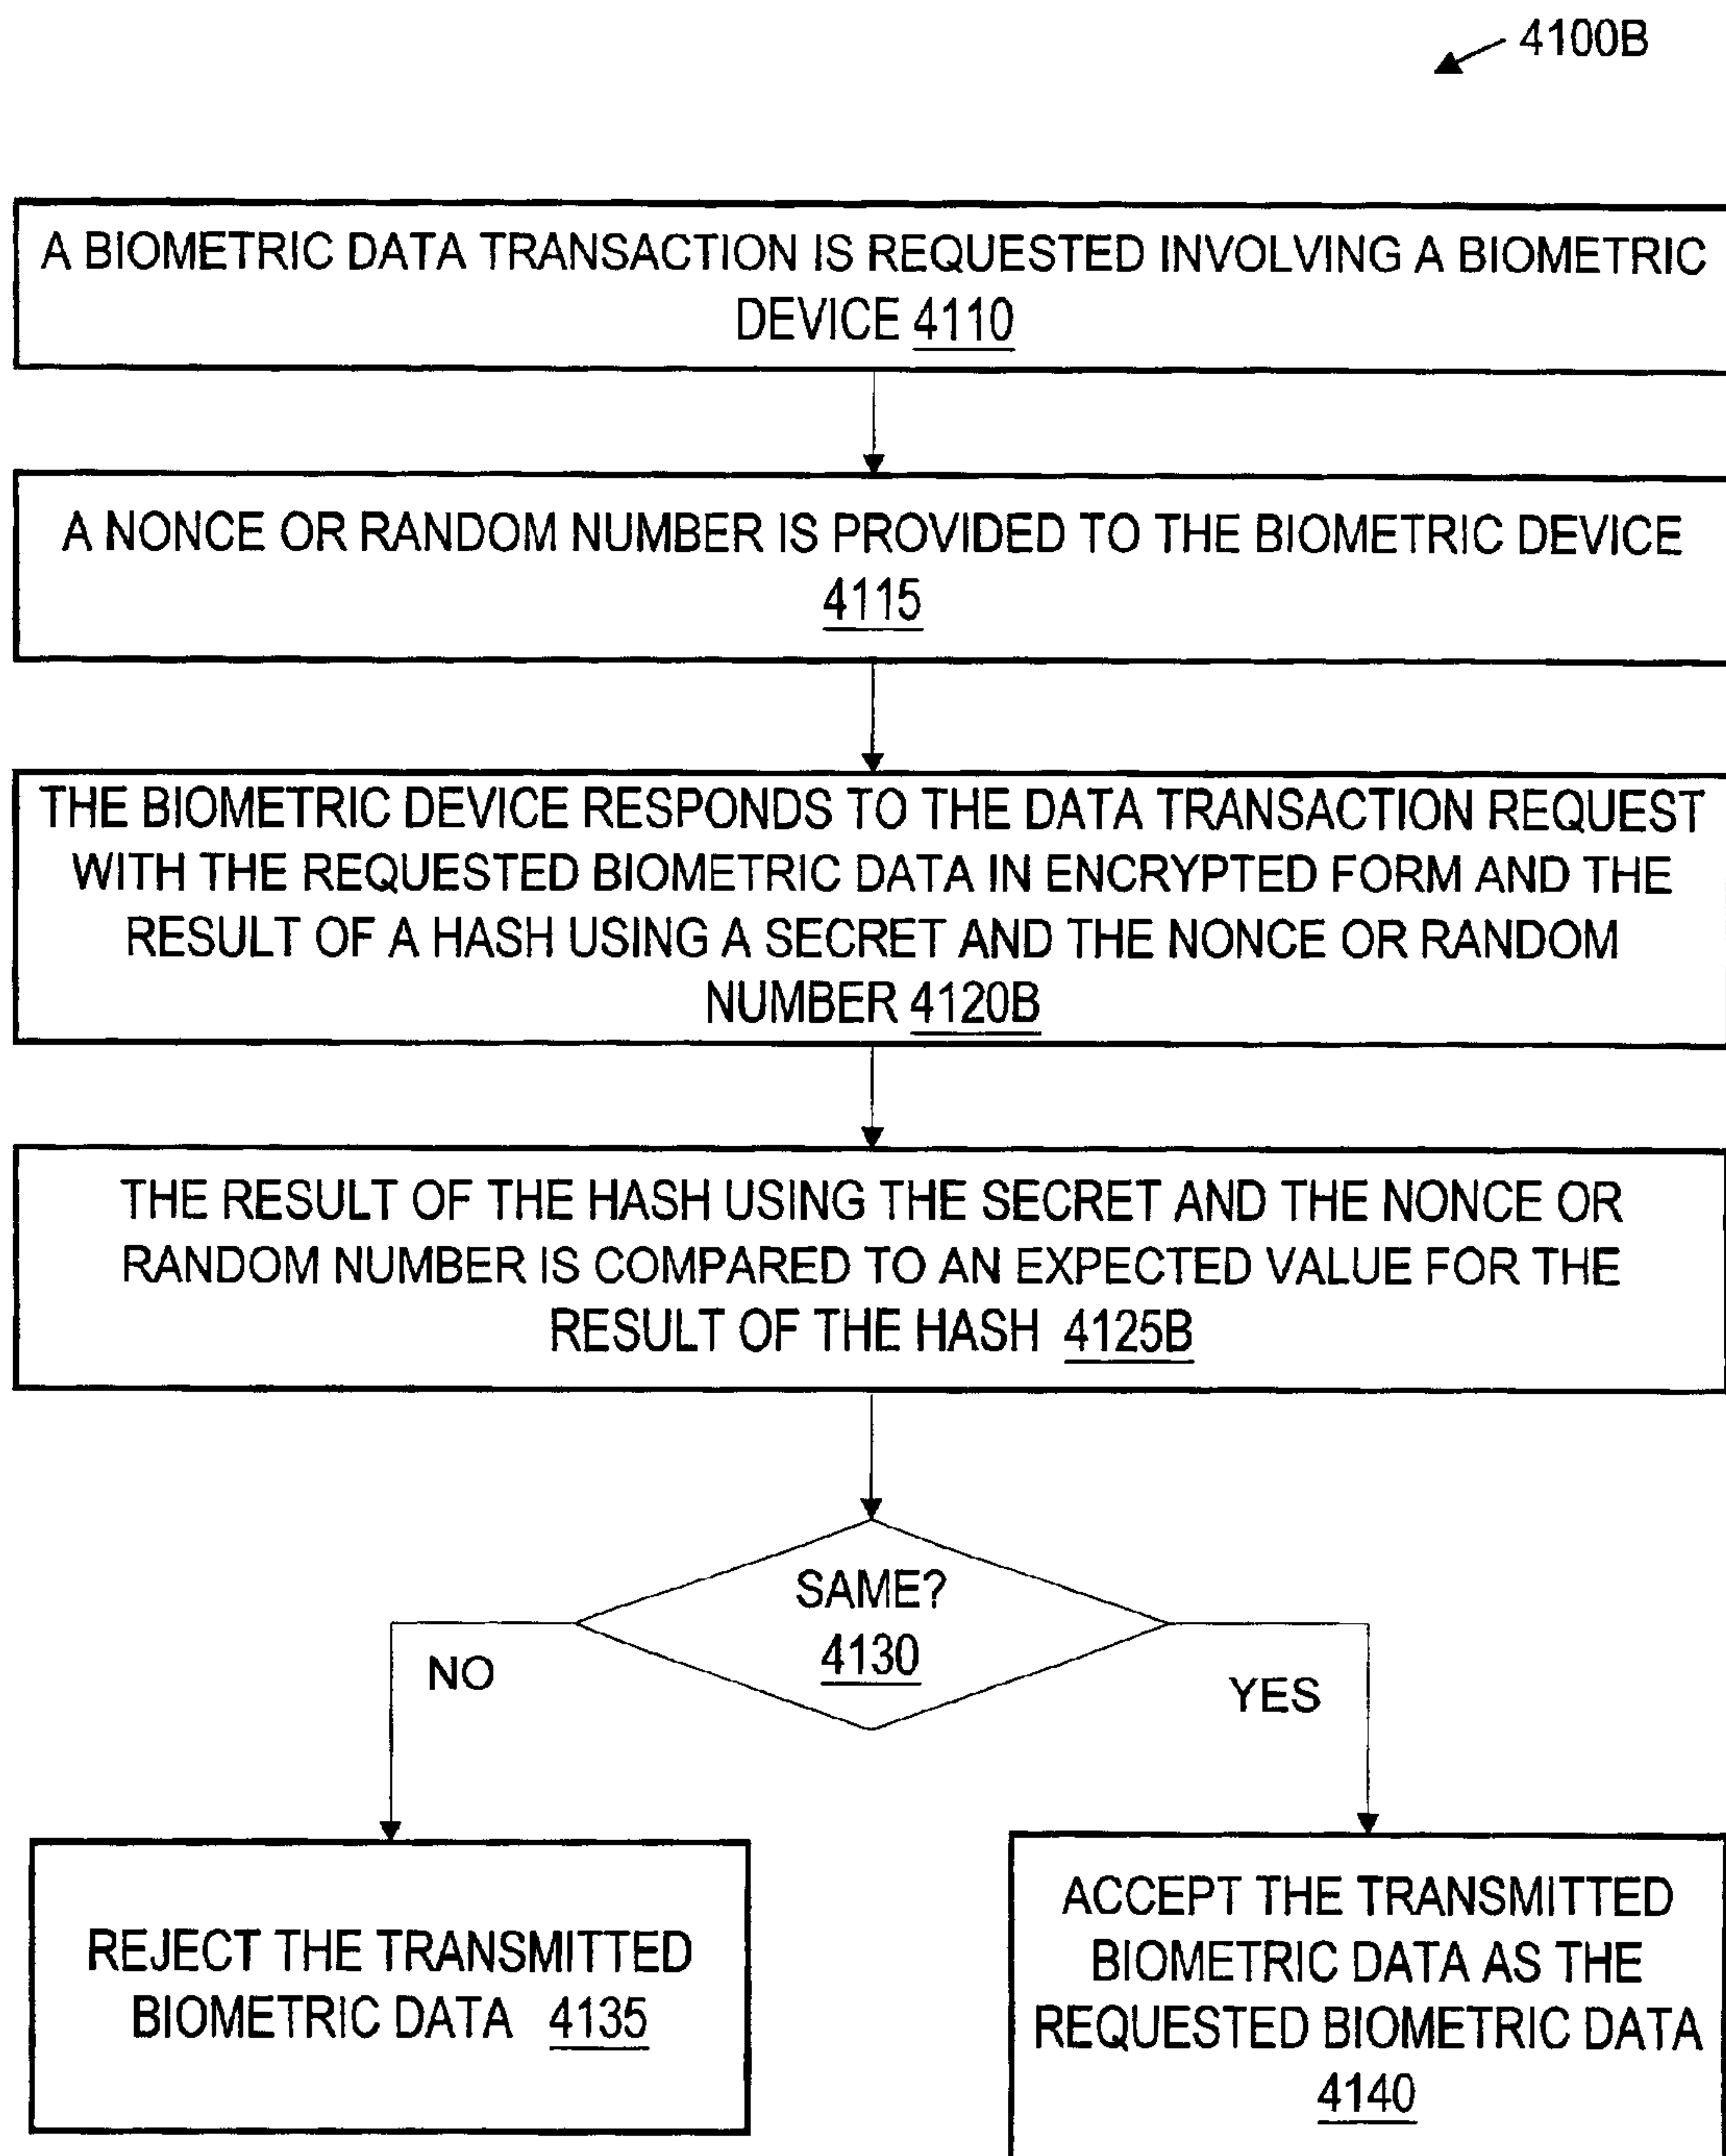 4100B
A BIOMETRIC DATA TRANSACTION IS REQUESTED INVOLVING A BIOMETRIC
DEVICE 4110
A NONCE OR RANDOM NUMBER IS PROVIDED TO THE BIOMETRIC DEVICE
4115
THE BIOMETRIC DEVICE RESPONDS TO THE DATA TRANSACTION REQUEST
WITH THE REQUESTED BIOMETRIC DATA IN ENCRYPTED FORM AND THE
RESULT OF A HASH USING A SECRET AND THE NONCE OR RANDOM
NUMBER 4120B
THE RESULT OF THE HASH USING THE SECRET AND THE NONCE OR
RANDOM NUMBER IS COMPARED TO AN EXPECTED VALUE FOR THE
RESULT OF THE HASH 4125B
SAME?
4130
NO
YES
REJECT THE TRANSMITTED
BIOMETRIC DATA 4135
ACCEPT THE TRANSMITTED
BIOMETRIC DATA AS THE
REQUESTED BIOMETRIC DATA
4140